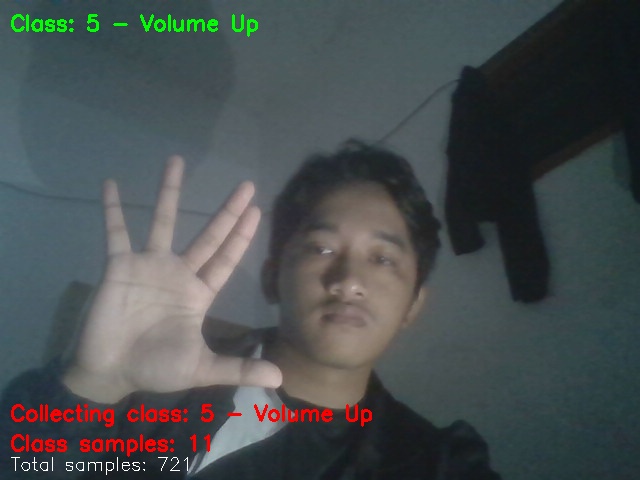 Class: 5 - Volume Up
Collecting class: 5 - Volume Up
Class samples: 11
Total samples: 721